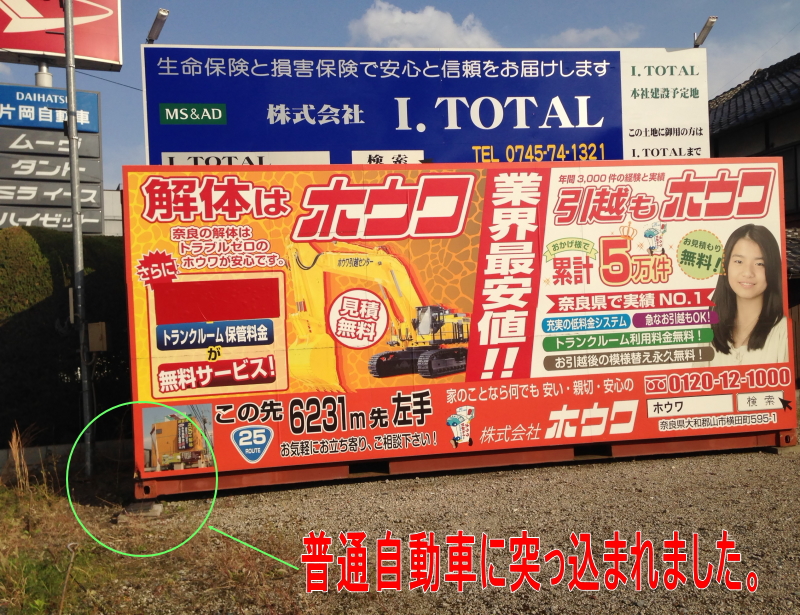 生命保険と損害保険で安心と信頼をお届けします
MS&AD
株式会社 I.TOTAL
I.TOTAL
検索
TEL 0745-74-1321
I.TOTAL
本社建設予定地
この土地に御用の方は
I.TOTALまで
DAIHATSU
片岡自動車
ムーヴ
タント
ミライース
ハイゼット
解体はホウワ
奈良の解体は
トラブルゼロの
ホウワが安心です。
さらに
トランクルーム保管料金
が
無料サービス!
ホウワ引越センター
見積
無料
業界最安値!!
年間3,000件の経験と実績
引越もホウワ
おかげ様で
累計5万件
お見積もり
無料!
奈良県で実績NO.1
充実の低料金システム
急なお引越もOK!
トランクルーム利用料金無料!
お引越後の模様替え永久無料!
この先6231m先左手
25
ROUTE
お気軽にお立ち寄り、ご相談下さい!
家のことなら何でも 安い・親切・安心の
株式会社ホウワ
0120-12-1000
ホウワ
検索
奈良県大和郡山市横田町595-1
普通自動車に突っ込まれました。